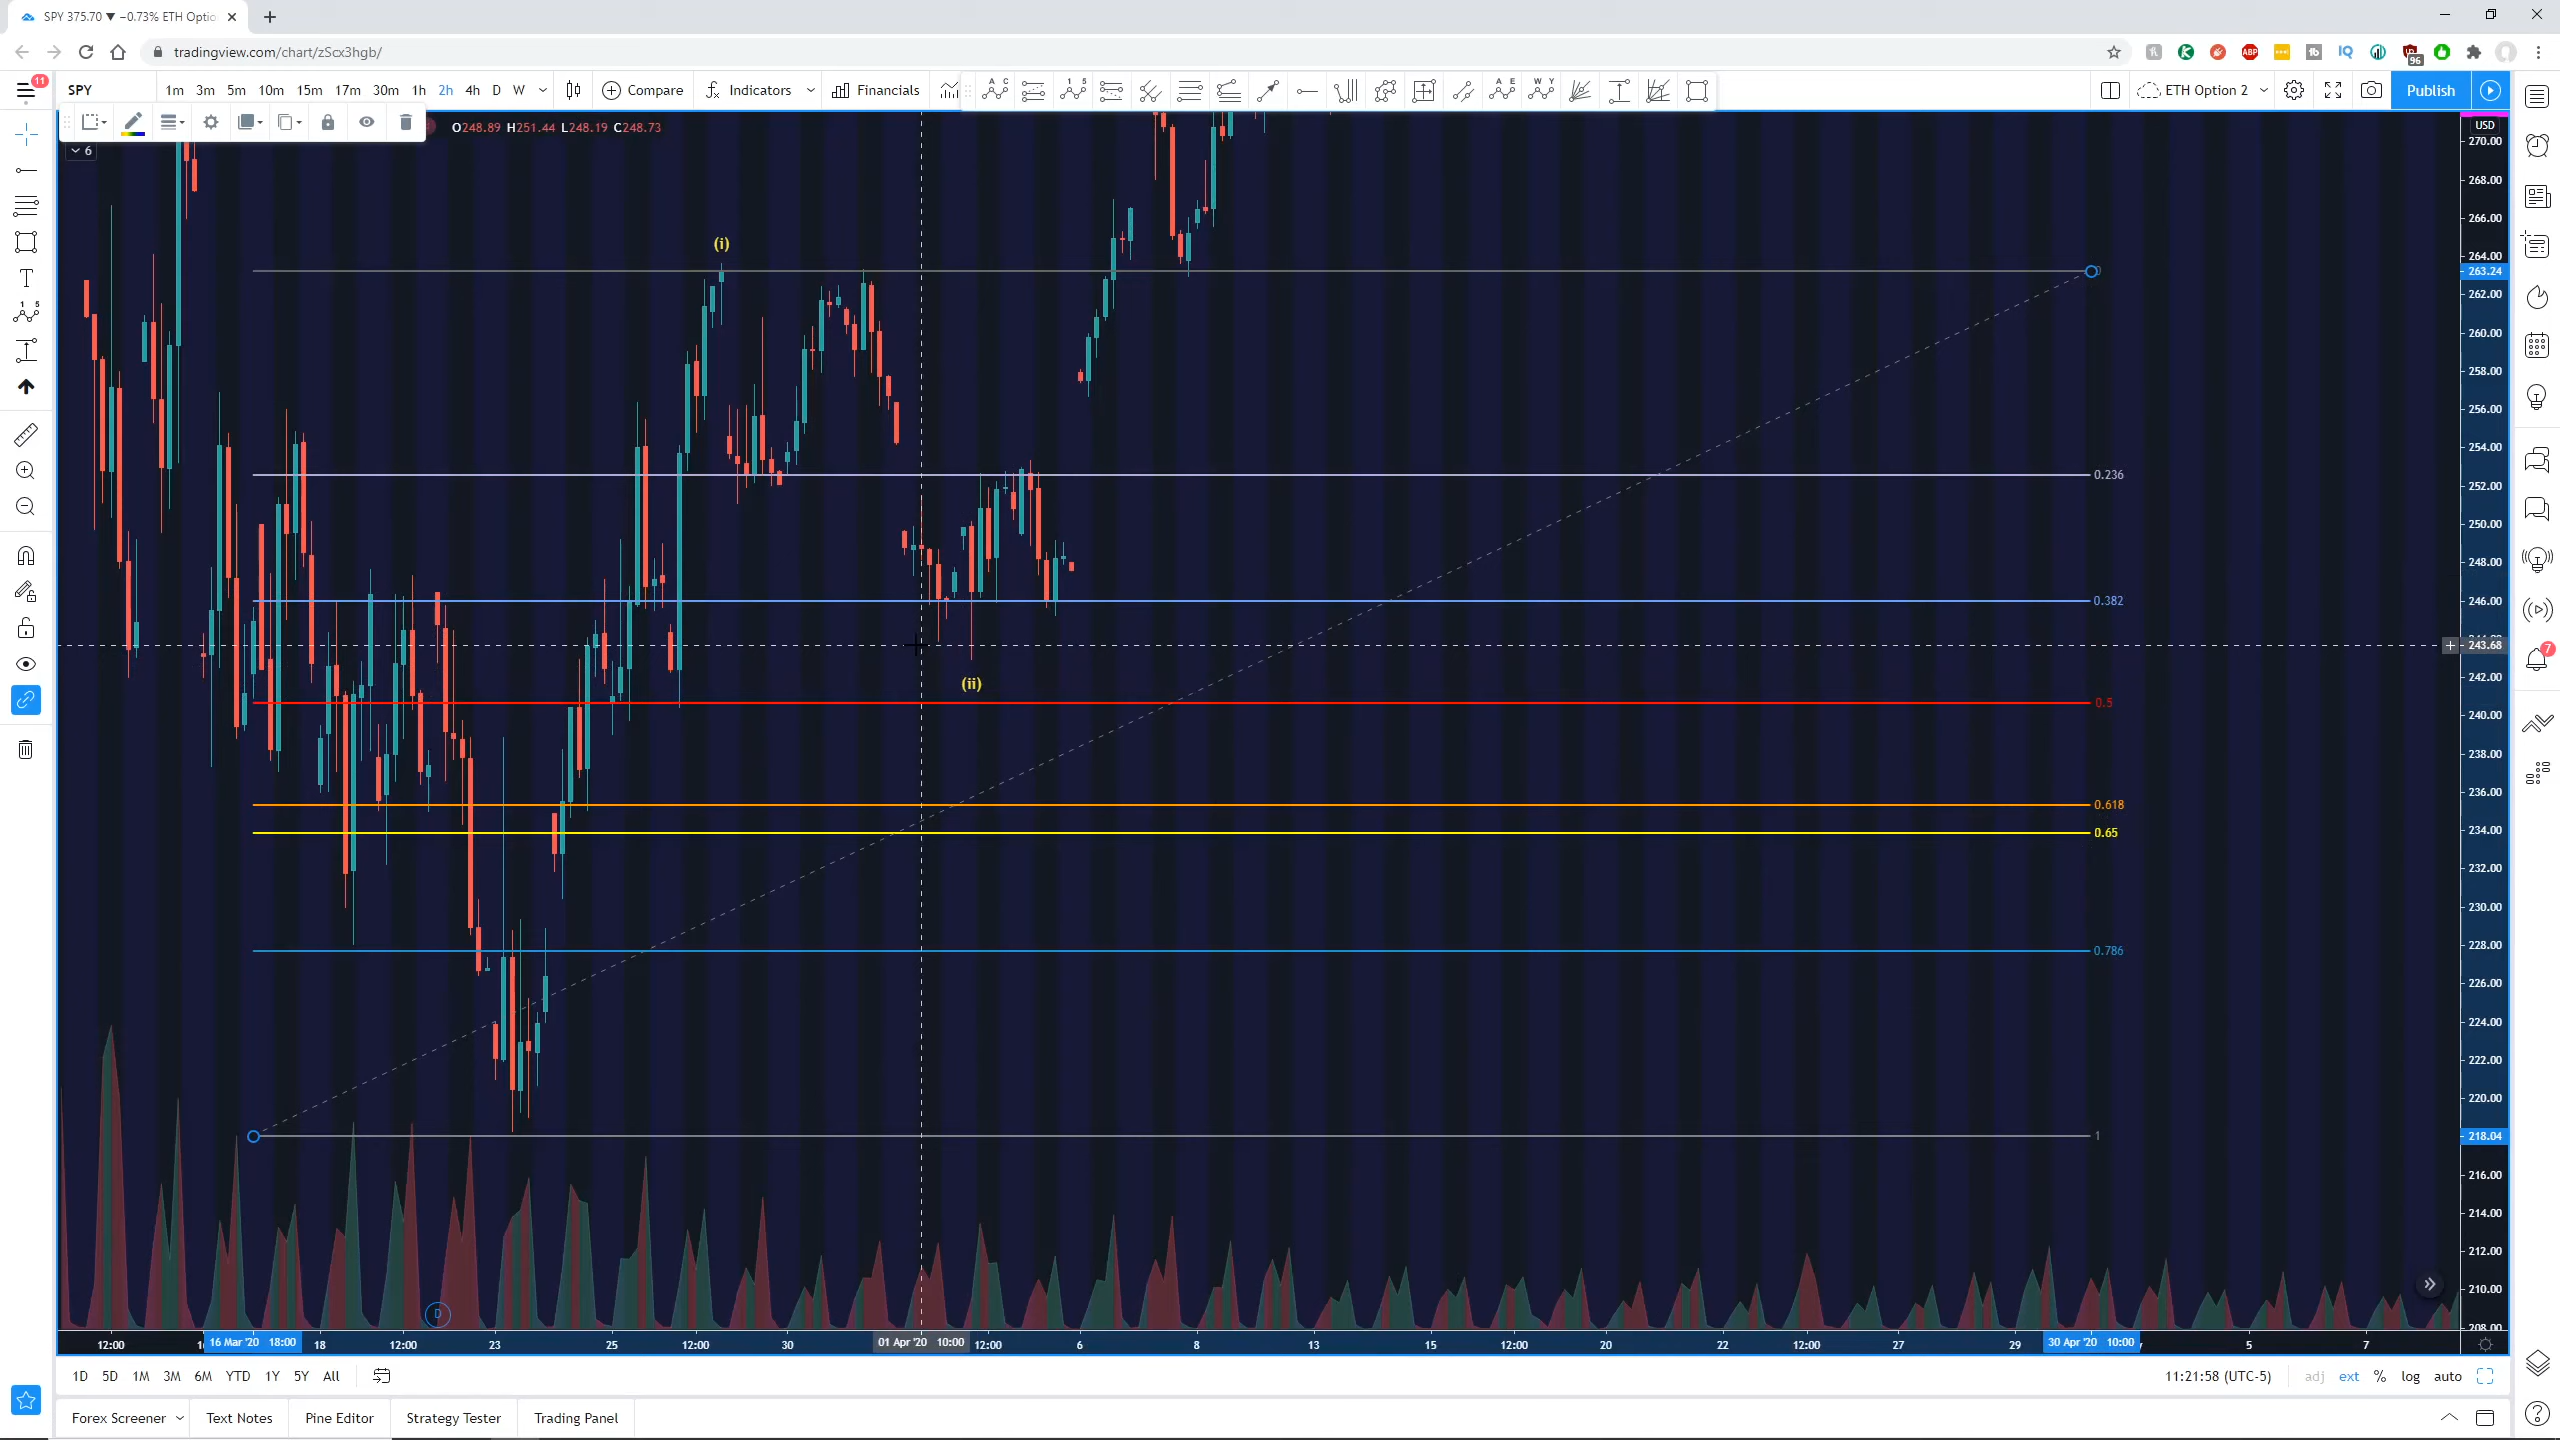 SPY 375.70 ▼ −0.73% ETH Optio
tradingview.com/chart/zScx3hgb/
ABP
IQ
96
11
SPY
1m 3m 5m 10m 15m 17m 30m 1h 2h 4h D W
Compare
Indicators
Financials
ETH Option 2
Publish
O248.89 H251.44 L248.19 C248.73
6
USD
270.00
268.00
266.00
264.00
263.24
262.00
260.00
258.00
256.00
254.00
252.00
250.00
248.00
246.00
243.68
242.00
240.00
238.00
236.00
234.00
232.00
230.00
228.00
226.00
224.00
222.00
220.00
218.04
216.00
214.00
212.00
210.00
208.00
(i)
(ii)
0
0.236
0.382
0.5
0.618
0.65
0.786
1
D
7
12:00 16 Mar '20 18:00 18 12:00 23 25 12:00 30 01 Apr '20 10:00 12:00 6 8 13 15 12:00 20 22 12:00 27 29 30 Apr '20 10:00 5 7
1D 5D 1M 3M 6M YTD 1Y 5Y All
11:21:58 (UTC-5) adj ext % log auto
Forex Screener Text Notes Pine Editor Strategy Tester Trading Panel